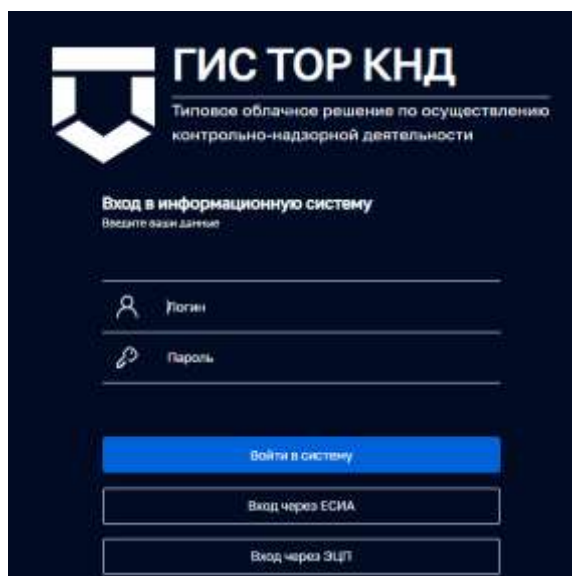 ГИС ТОР КНД
Типовое облачное решение по осуществлению
контрольно-надзорной деятельности
Вход в информационную систему
Введите ваши данные
Логин
Пароль
Войти в систему
Вход через ЕСИА
Вход через ЭЦП